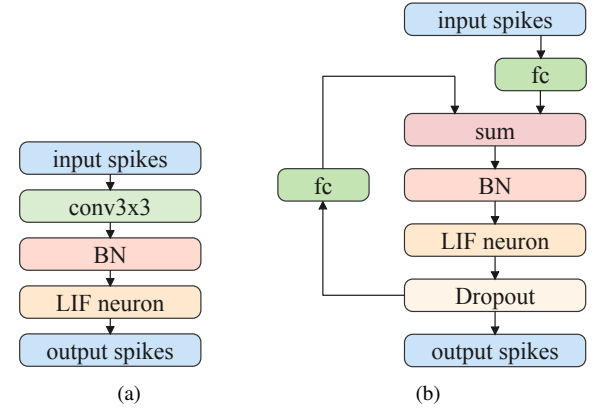 input spikes
conv3x3
BN
LIF neuron
output spikes
(a)
input spikes
fc
sum
fc
BN
LIF neuron
Dropout
output spikes
(b)